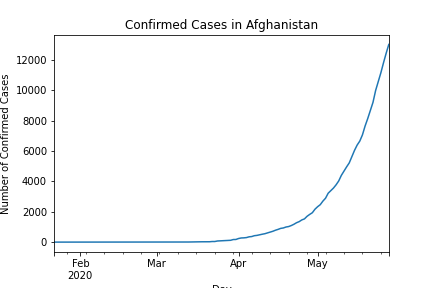 Confirmed Cases in Afghanistan
Number of Confirmed Cases
12000
10000
8000
6000
4000
2000
0
Feb
2020
Mar
Apr
May